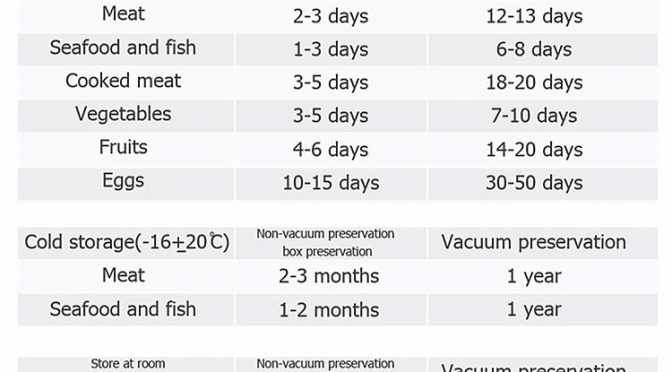 Meat 2-3 days 12-13 days
Seafood and fish 1-3 days 6-8 days
Cooked meat 3-5 days 18-20 days
Vegetables 3-5 days 7-10 days
Fruits 4-6 days 14-20 days
Eggs 10-15 days 30-50 days
Cold storage(-16±20℃) Non-vacuum preservation box preservation Vacuum preservation
Meat 2-3 months 1 year
Seafood and fish 1-2 months 1 year
Store at room Non-vacuum preservation Vacuum preservation